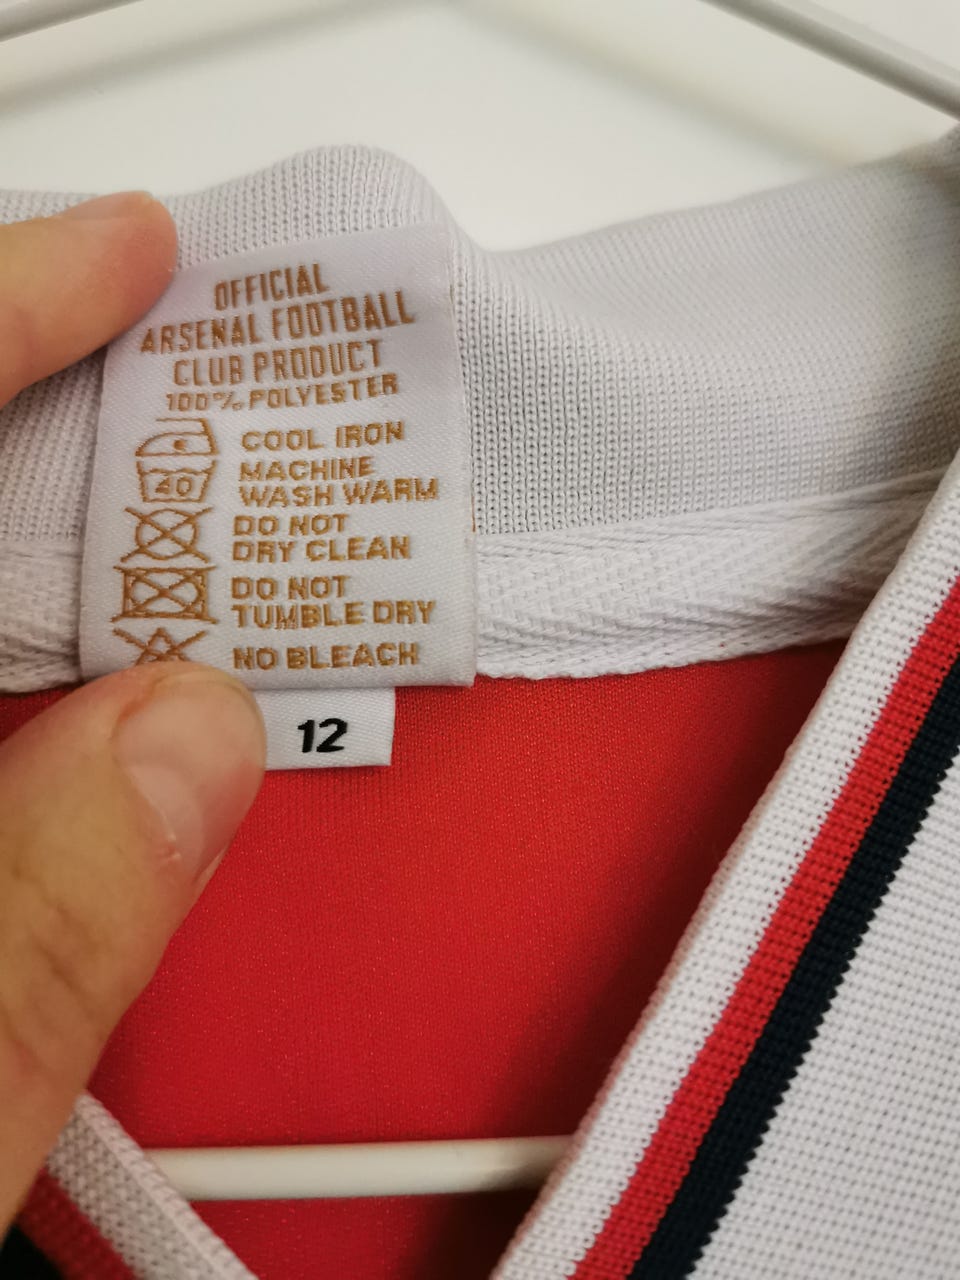 OFFICIAL
ARSENAL FOOTBALL
CLUB PRODUCT
100% POLYESTER
COOL IRON
40
MACHINE
WASH WARM
DO NOT
DRY CLEAN
DO NOT
TUMBLE DRY
NO BLEACH
12